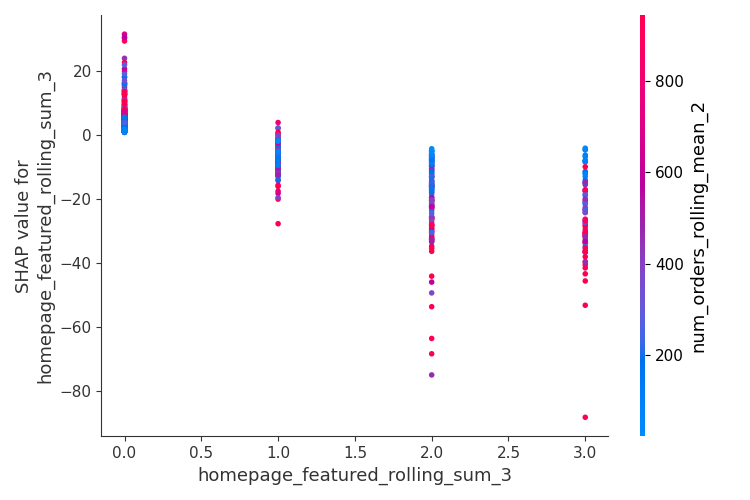 SHAP value for
homepage_featured_rolling_sum_3
20
0
−20
−40
−60
−80
0.0 0.5 1.0 1.5 2.0 2.5 3.0
homepage_featured_rolling_sum_3
800
600
400
200
num_orders_rolling_mean_2